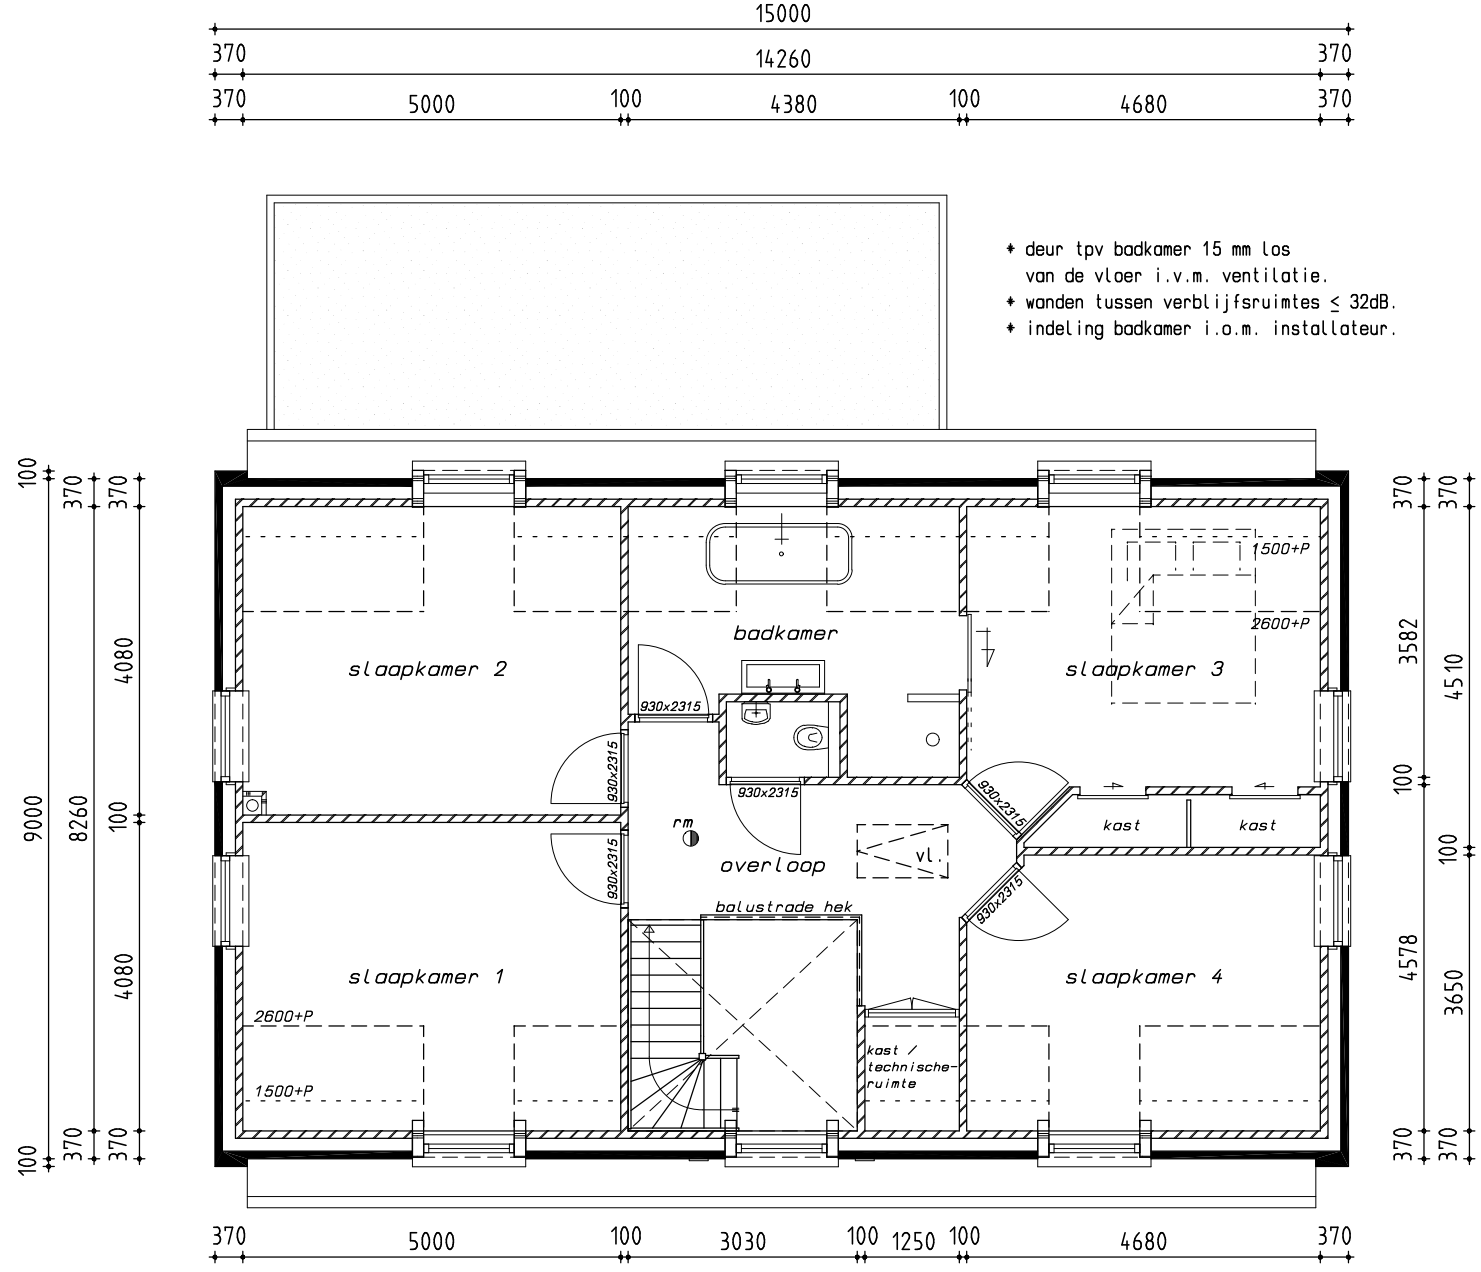 15000
370 14260 370
370 5000 100 4380 100 4680 370
* deur tpv badkamer 15 mm los
van de vloer i.v.m. ventilatie.
* wanden tussen verblijfsruimtes ≤ 32dB.
* indeling badkamer i.o.m. installateur.
100
9000
100
370
8260
370
370
4080
100
4080
370
370
3582
100
4578
370
370
4510
100
3650
370
1500+P
2600+P
badkamer
slaapkamer 2
slaapkamer 3
930x2315
930x2315
930x2315
930x2315
930x2315
930x2315
kast
kast
rm
overloop
vl.
balustrade hek
slaapkamer 1
slaapkamer 4
2600+P
1500+P
kast /
technische-
ruimte
370 5000 100 3030 100 1250 100 4680 370